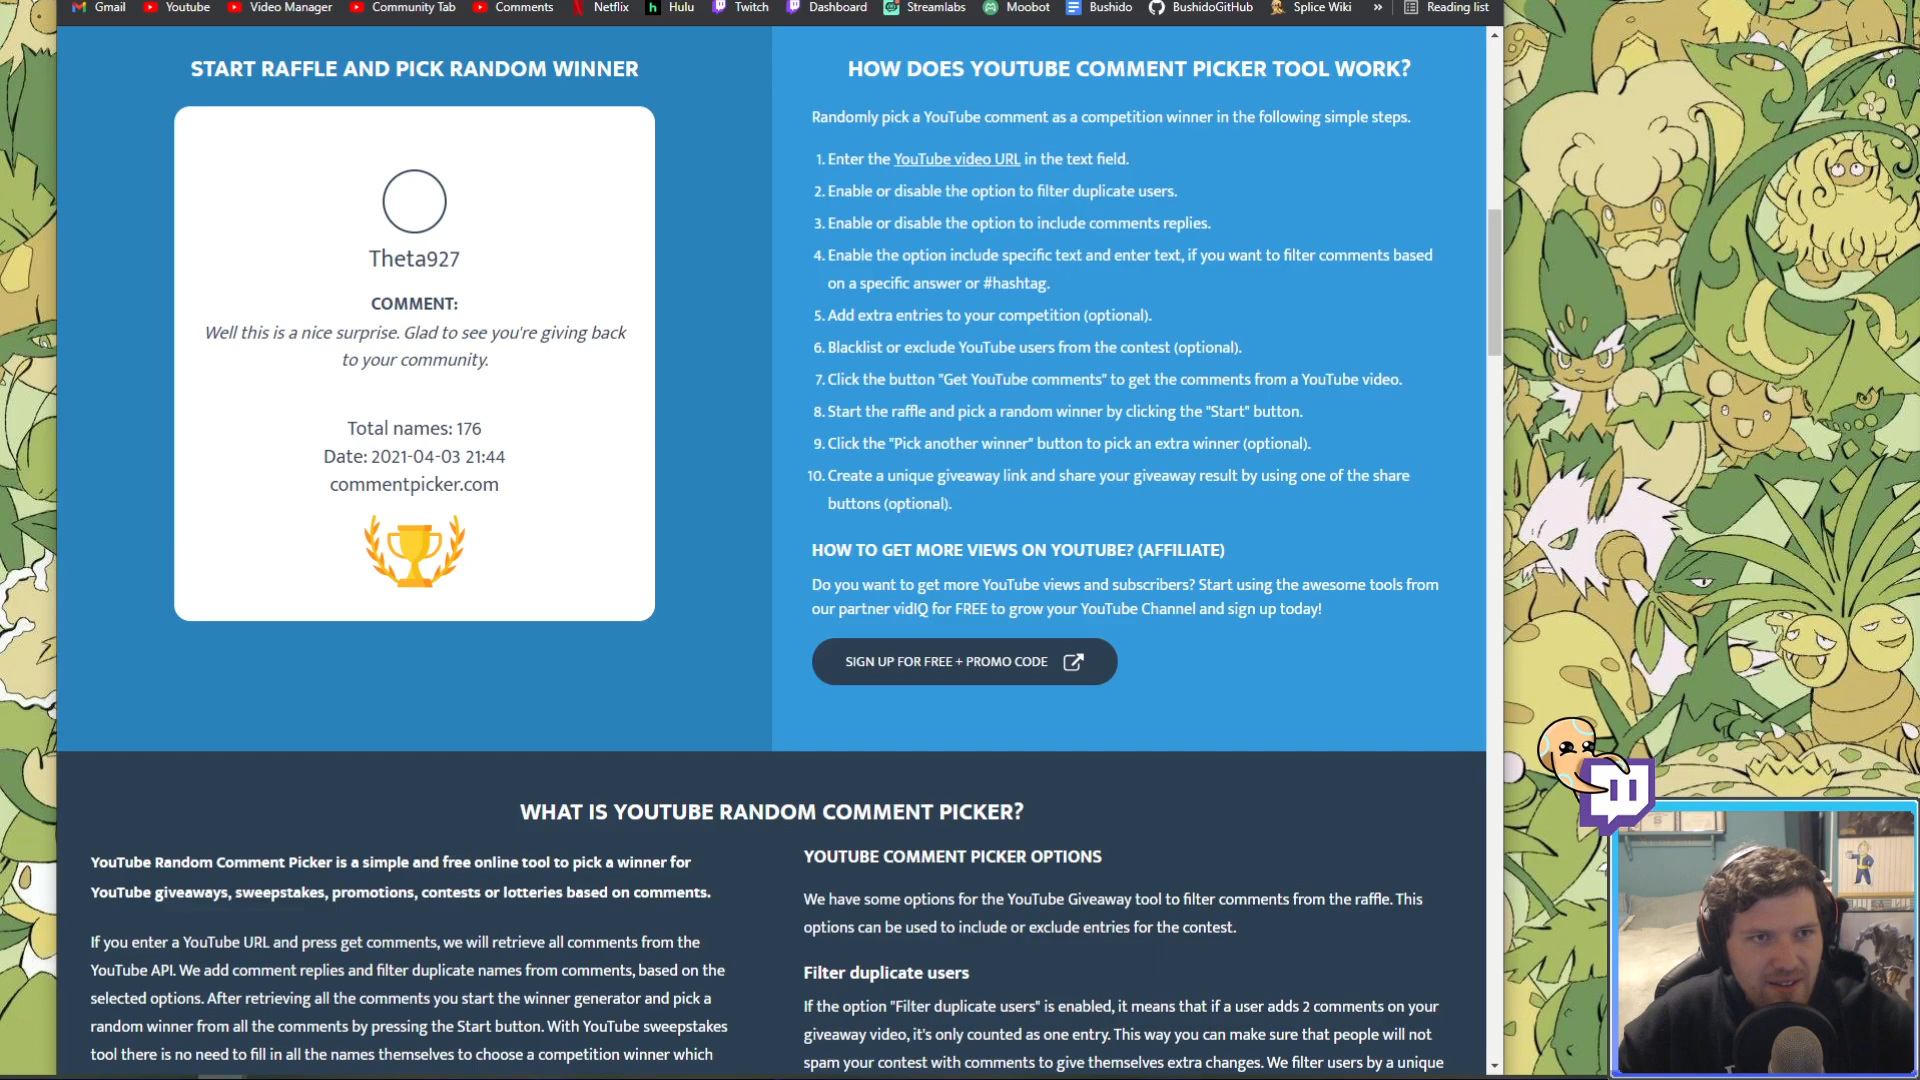 Gmail Youtube Video Manager Community Tab Comments Netflix Hulu Twitch Dashboard Streamlabs Moobot Bushido BushidoGitHub Splice Wiki » Reading list
START RAFFLE AND PICK RANDOM WINNER
Theta927
COMMENT:
Well this is a nice surprise. Glad to see you're giving back
to your community.
Total names: 176
Date: 2021-04-03 21:44
commentpicker.com
HOW DOES YOUTUBE COMMENT PICKER TOOL WORK?
Randomly pick a YouTube comment as a competition winner in the following simple steps.
1. Enter the YouTube video URL in the text field.
2. Enable or disable the option to filter duplicate users.
3. Enable or disable the option to include comments replies.
4. Enable the option include specific text and enter text, if you want to filter comments based
on a specific answer or #hashtag.
5. Add extra entries to your competition (optional).
6. Blacklist or exclude YouTube users from the contest (optional).
7. Click the button "Get YouTube comments" to get the comments from a YouTube video.
8. Start the raffle and pick a random winner by clicking the "Start" button.
9. Click the "Pick another winner" button to pick an extra winner (optional).
10. Create a unique giveaway link and share your giveaway result by using one of the share
buttons (optional).
HOW TO GET MORE VIEWS ON YOUTUBE? (AFFILIATE)
Do you want to get more YouTube views and subscribers? Start using the awesome tools from
our partner vidIQ for FREE to grow your YouTube Channel and sign up today!
SIGN UP FOR FREE + PROMO CODE
WHAT IS YOUTUBE RANDOM COMMENT PICKER?
YouTube Random Comment Picker is a simple and free online tool to pick a winner for
YouTube giveaways, sweepstakes, promotions, contests or lotteries based on comments.
If you enter a YouTube URL and press get comments, we will retrieve all comments from the
YouTube API. We add comment replies and filter duplicate names from comments, based on the
selected options. After retrieving all the comments you start the winner generator and pick a
random winner from all the comments by pressing the Start button. With YouTube sweepstakes
tool there is no need to fill in all the names themselves to choose a competition winner which
YOUTUBE COMMENT PICKER OPTIONS
We have some options for the YouTube Giveaway tool to filter comments from the raffle. This
options can be used to include or exclude entries for the contest.
Filter duplicate users
If the option "Filter duplicate users" is enabled, it means that if a user adds 2 comments on your
giveaway video, it's only counted as one entry. This way you can make sure that people will not
spam your contest with comments to give themselves extra changes. We filter users by a unique